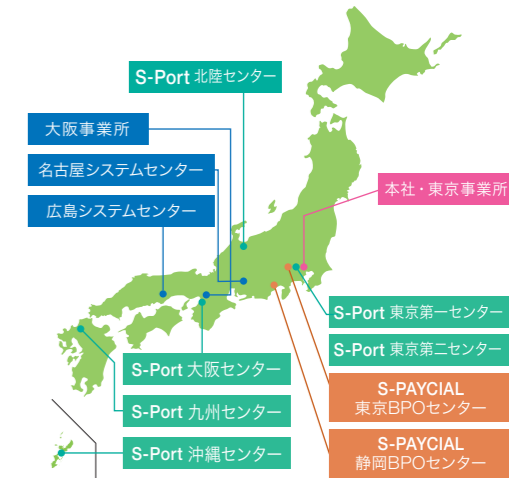 S-Port 北陸センター
大阪事業所
名古屋システムセンター
広島システムセンター
本社・東京事業所
S-Port 東京第一センター
S-Port 東京第二センター
S-Port 大阪センター
S-PAYCIAL
東京BPOセンター
S-Port 九州センター
S-PAYCIAL
静岡BPOセンター
S-Port 沖縄センター